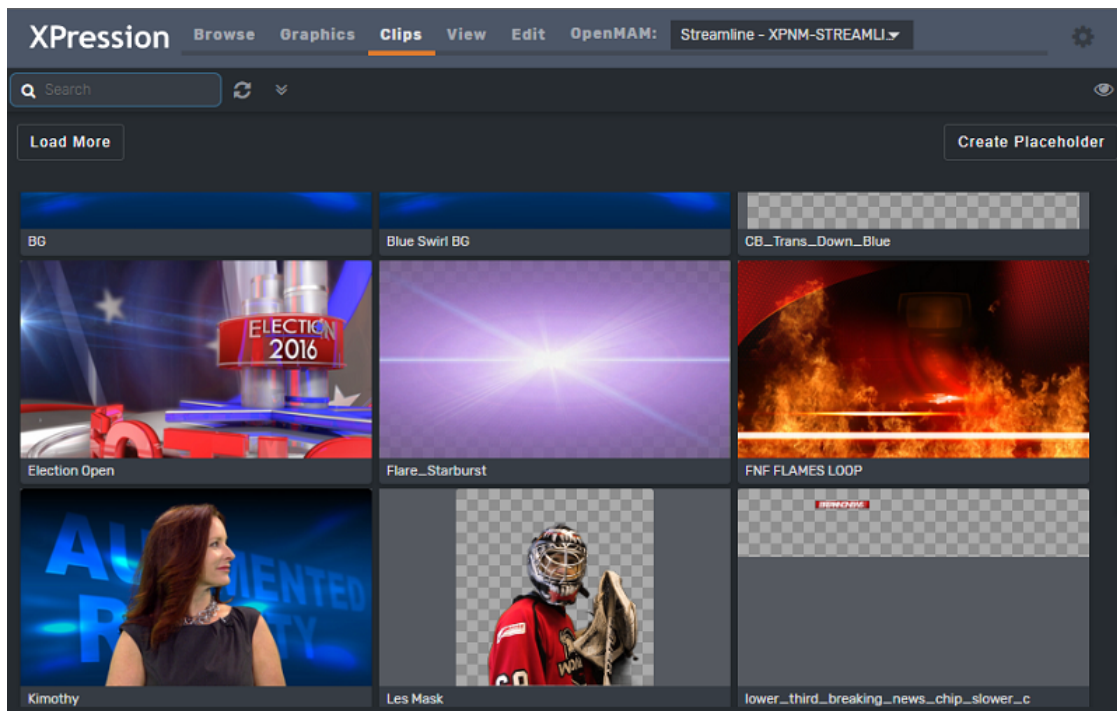 XPression Browse Graphics Clips View Edit OpenMAM: Streamline - XPNM-STREAMLI
Search
Load More Create Placeholder
BG Blue Swirl BG CB_Trans_Down_Blue
ELECTION
2016
Election Open Flare_Starburst FNF FLAMES LOOP
Kimothy Les Mask lower_third_breaking_news_chip_slower_c